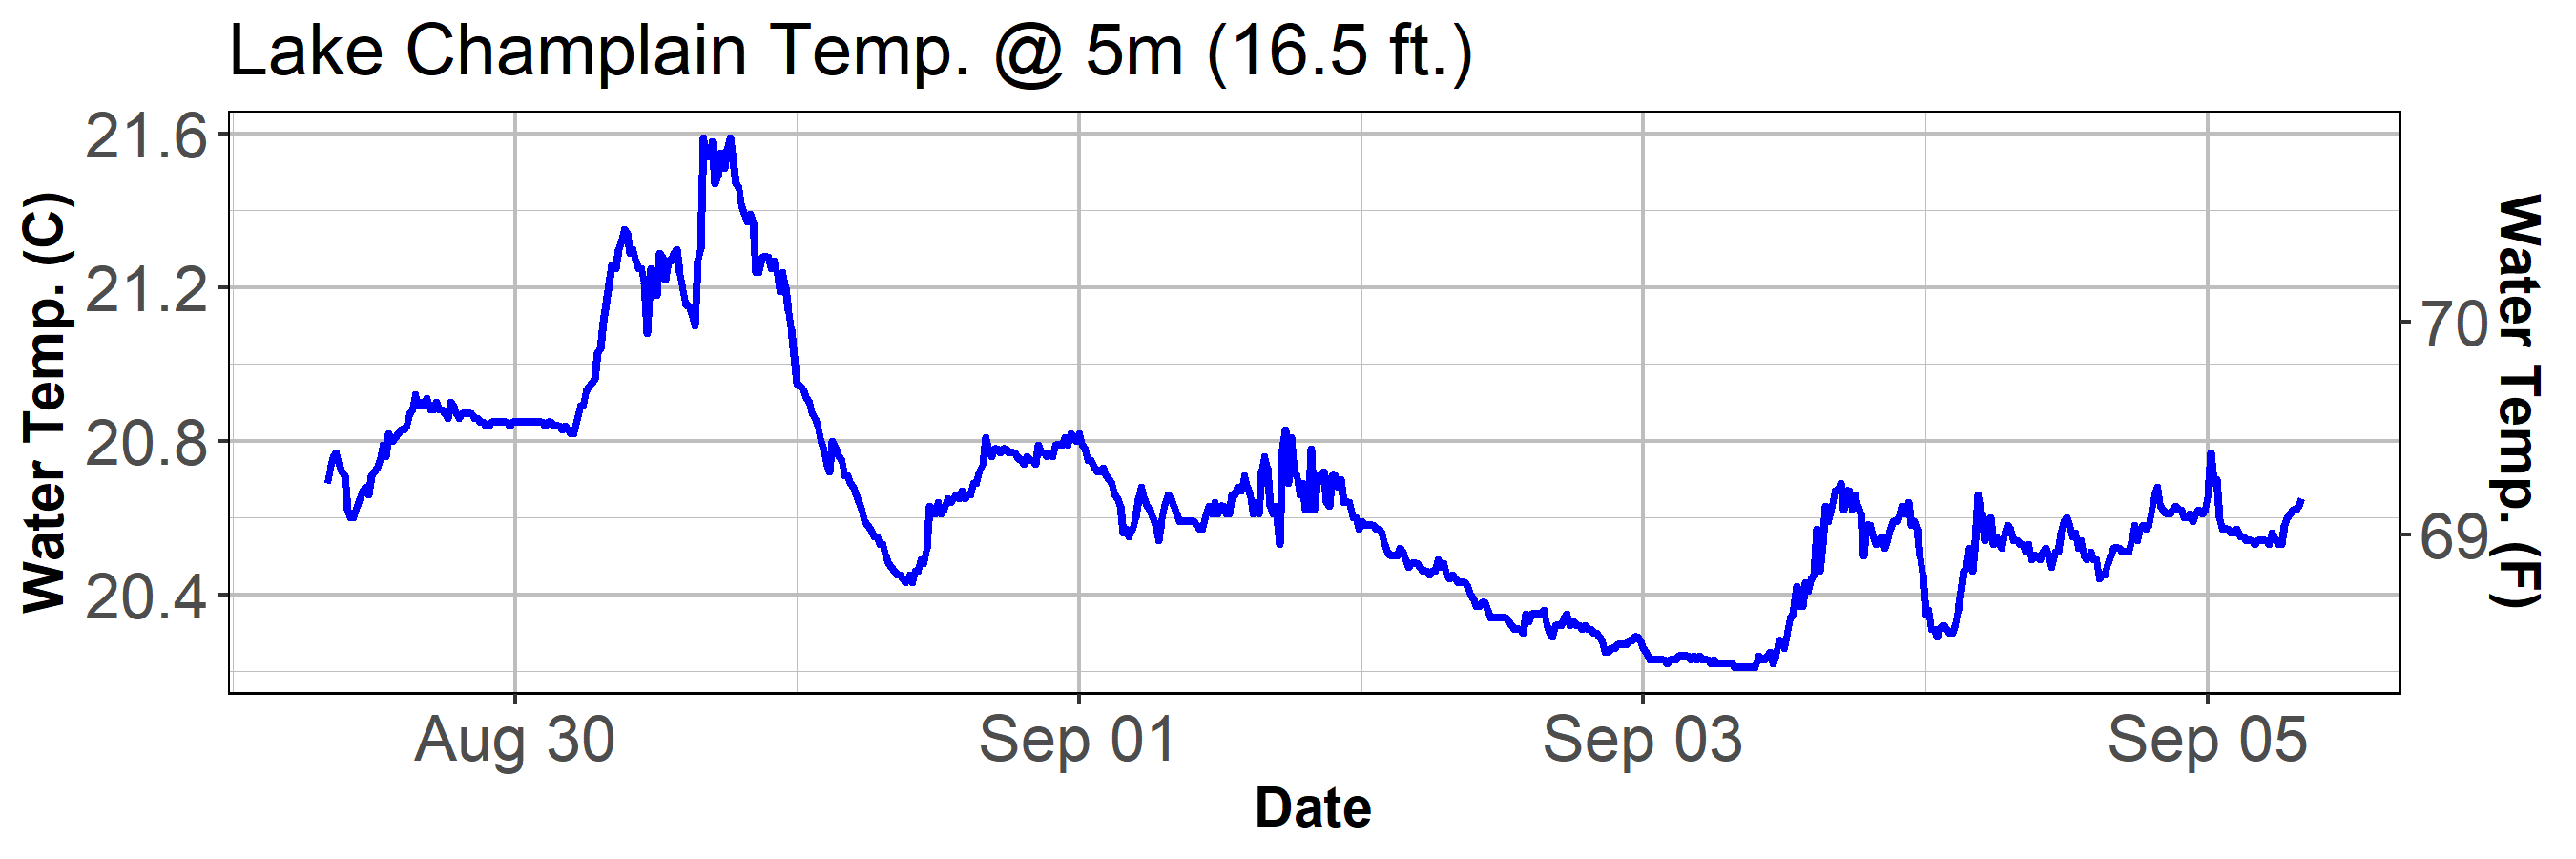 Lake Champlain Temp. @ 5m (16.5 ft.)
Water Temp. (C)
21.6
21.2
20.8
20.4
70
69
Water Temp. (F)
Aug 30 Sep 01 Sep 03 Sep 05
Date